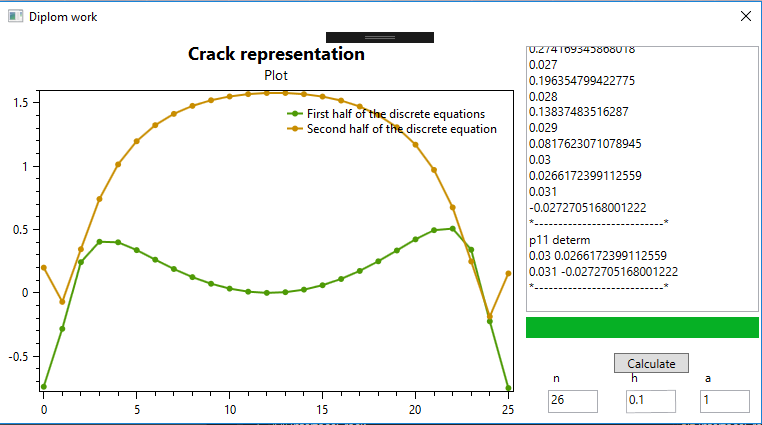 Diplom work
Crack representation
Plot
First half of the discrete equations
Second half of the discrete equation
1.5
1
0.5
0
-0.5
0
5
10
15
20
25
0.274169345868018
0.027
0.196354799422775
0.028
0.13837483516287
0.029
0.0817623071078945
0.03
0.0266172399112559
0.031
-0.0272705168001222
*---------------------------*
p11 determ
0.03 0.0266172399112559
0.031 -0.0272705168001222
*---------------------------*
Calculate
n h a
26 0.1 1